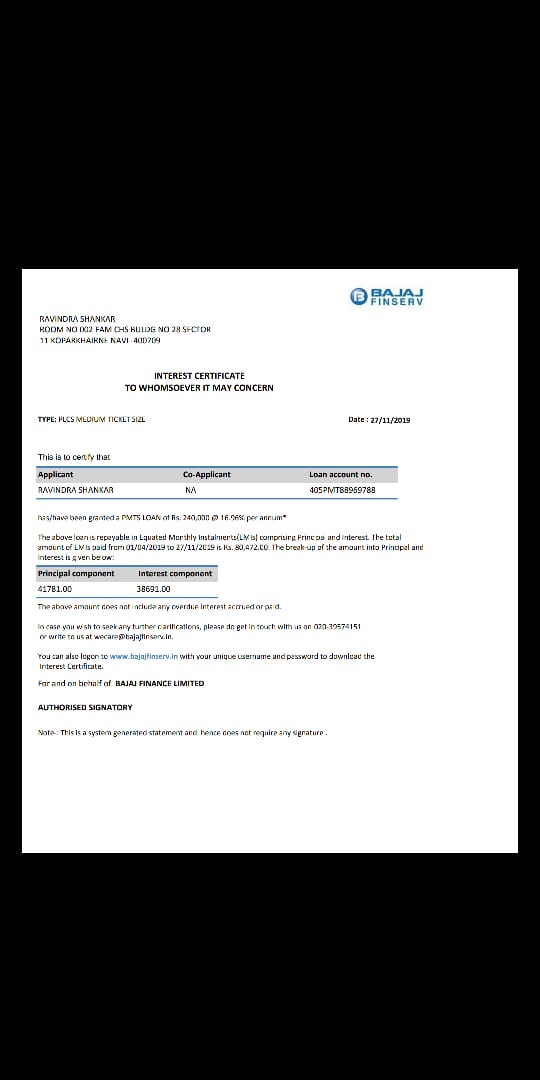 BAJAJ
FINSERV
RAVINDRA SHANKAR
ROOM NO 002 FAM CHS BULDG NO 28 SECTOR
11 KOPARKHAIRNE NAVI 400709
INTEREST CERTIFICATE
TO WHOMSOEVER IT MAY CONCERN
TYPE: PLCS MEDIUM TICKET SIZE Date : 27/11/2019
This is to certify that
Applicant Co-Applicant Loan account no.
RAVINDRA SHANKAR NA 405PMT88969788
has/have been granted a PMTS LOAN of Rs. 240,000 @ 16.96% per annum*
The above loan is repayable in Equated Monthly Instalments(EMIs) comprising Principal and Interest. The total
amount of EMIs paid from 01/04/2019 to 27/11/2019 is Rs. 80,472.00. The break-up of the amount into Principal and
Interest is given below:
Principal component Interest component
41781.00 38691.00
The above amount does not include any overdue interest accrued or paid.
In case you wish to seek any further clarifications, please do get in touch with us on 020-39574151
or write to us at wecare@bajajfinserv.in.
You can also logon to www.bajajfinserv.in with your unique username and password to download the
Interest Certificate.
For and on behalf of BAJAJ FINANCE LIMITED
AUTHORISED SIGNATORY
Note-: This is a system generated statement and hence does not require any signature .